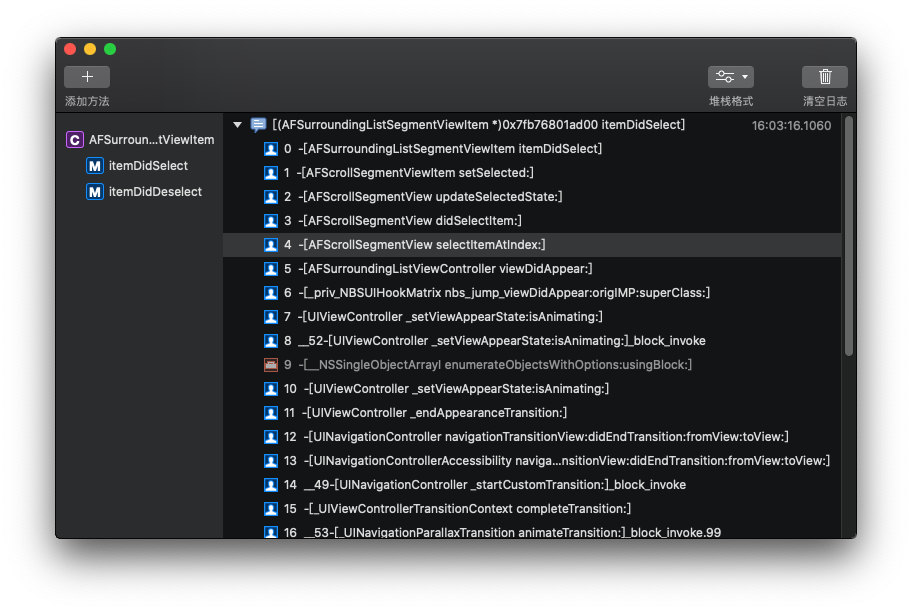 添加方法
堆栈格式
清空日志
C AFSurroun...tViewItem
M itemDidSelect
M itemDidDeselect
[(AFSurroundingListSegmentViewItem *)0x7fb76801ad00 itemDidSelect] 16:03:16.1060
0 -[AFSurroundingListSegmentViewItem itemDidSelect]
1 -[AFScrollSegmentViewItem setSelected:]
2 -[AFScrollSegmentView updateSelectedState:]
3 -[AFScrollSegmentView didSelectItem:]
4 -[AFScrollSegmentView selectItemAtIndex:]
5 -[AFSurroundingListViewController viewDidAppear:]
6 -[_priv_NBSUIHookMatrix nbs_jump_viewDidAppear:origIMP:superClass:]
7 -[UIViewController _setViewAppearState:isAnimating:]
8 __52-[UIViewController _setViewAppearState:isAnimating:]_block_invoke
9 -[__NSSingleObjectArrayI enumerateObjectsWithOptions:usingBlock:]
10 -[UIViewController _setViewAppearState:isAnimating:]
11 -[UIViewController _endAppearanceTransition:]
12 -[UINavigationController navigationTransitionView:didEndTransition:fromView:toView:]
13 -[UINavigationControllerAccessibility naviga...nsitionView:didEndTransition:fromView:toView:]
14 __49-[UINavigationController _startCustomTransition:]_block_invoke
15 -[_UIViewControllerTransitionContext completeTransition:]
16 __53-[_UINavigationParallaxTransition animateTransition:]_block_invoke.99